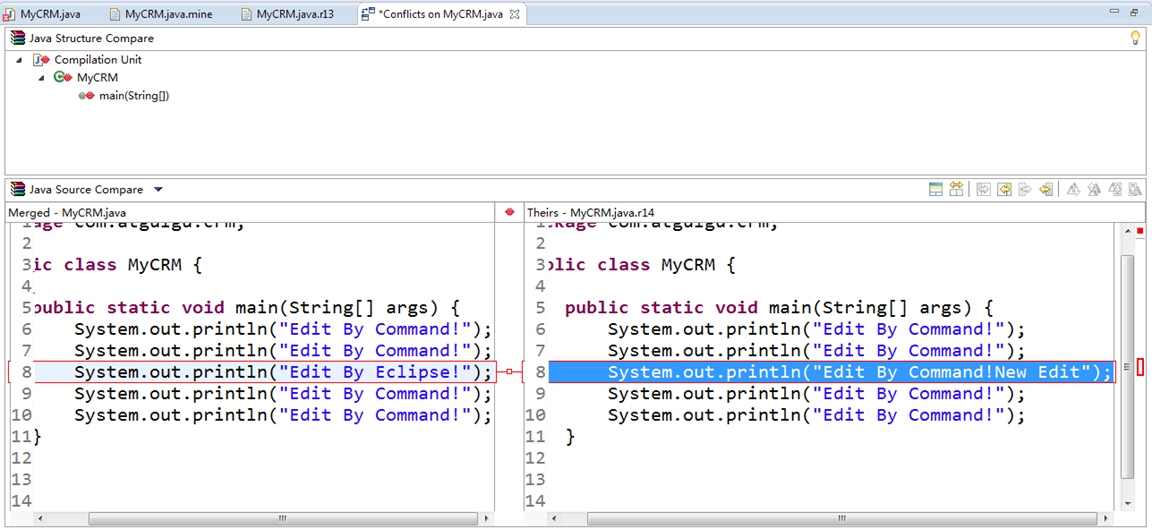 MyCRM.java MyCRM.java.mine MyCRM.java.r13 *Conflicts on MyCRM.java
Java Structure Compare
Compilation Unit
MyCRM
main(String[])
Java Source Compare
Merged - MyCRM.java
1age com.atguigu.crm;
2
3ic class MyCRM {
4
5public static void main(String[] args) {
6 System.out.println("Edit By Command!");
7 System.out.println("Edit By Command!");
8 System.out.println("Edit By Eclipse!");
9 System.out.println("Edit By Command!");
10 System.out.println("Edit By Command!");
11}
12
13
14
Theirs - MyCRM.java.r14
1kage com.atguigu.crm;
2
3blic class MyCRM {
4
5 public static void main(String[] args) {
6 System.out.println("Edit By Command!");
7 System.out.println("Edit By Command!");
8 System.out.println("Edit By Command!New Edit");
9 System.out.println("Edit By Command!");
10 System.out.println("Edit By Command!");
11 }
12
13
14